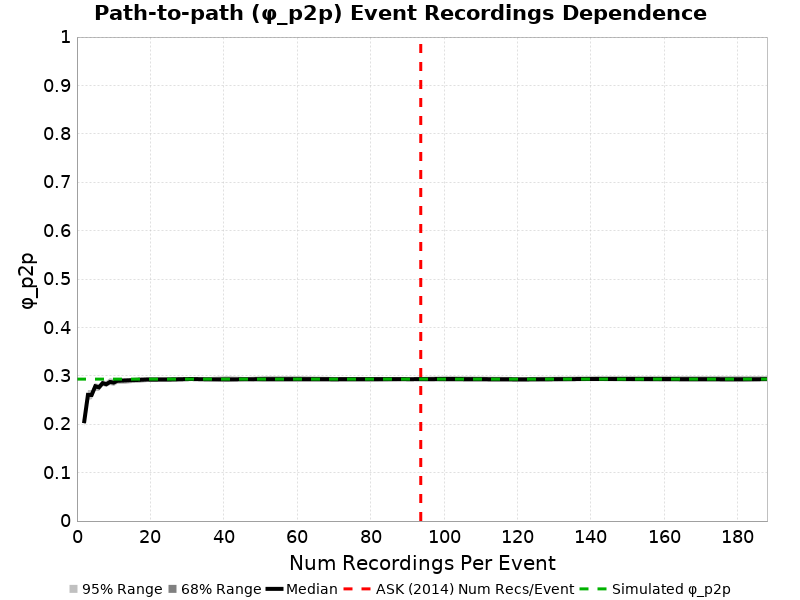 Path-to-path (φ_p2p) Event Recordings Dependence
1
0.9
0.8
0.7
0.6
0.5
0.4
0.3
0.2
0.1
0
φ_p2p
0 20 40 60 80 100 120 140 160 180
Num Recordings Per Event
95% Range 68% Range Median ASK (2014) Num Recs/Event Simulated φ_p2p